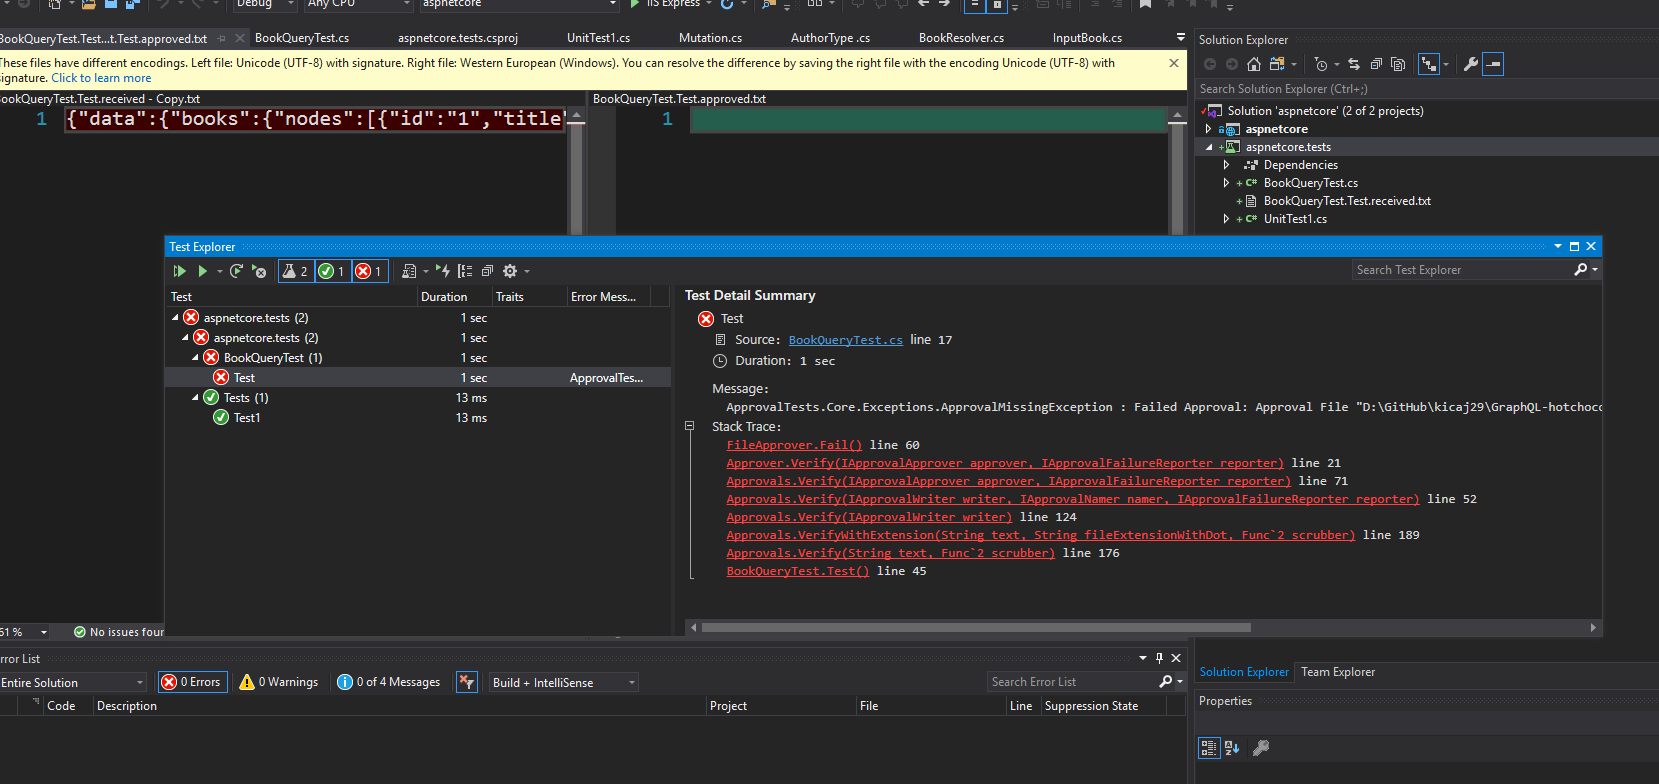 Debug
Any CPU
aspnetcore
IIS Express
BookQueryTest.Test...t.Test.approved.txt
BookQueryTest.cs
aspnetcore.tests.csproj
UnitTest1.cs
Mutation.cs
AuthorType .cs
BookResolver.cs
InputBook.cs
These files have different encodings. Left file: Unicode (UTF-8) with signature. Right file: Western European (Windows). You can resolve the difference by saving the right file with the encoding Unicode (UTF-8) with
signature. Click to learn more
BookQueryTest.Test.received - Copy.txt
BookQueryTest.Test.approved.txt
1 {"data":{"books":{"nodes":[{"id":"1","title"
1
Solution Explorer
Search Solution Explorer (Ctrl+;)
Solution 'aspnetcore' (2 of 2 projects)
aspnetcore
aspnetcore.tests
Dependencies
C# BookQueryTest.cs
BookQueryTest.Test.received.txt
C# UnitTest1.cs
Test Explorer
2
1
1
Search Test Explorer
Test Duration Traits Error Mess...
aspnetcore.tests (2) 1 sec
aspnetcore.tests (2) 1 sec
BookQueryTest (1) 1 sec
Test 1 sec ApprovalTes...
Tests (1) 13 ms
Test1 13 ms
Test Detail Summary
Test
Source: BookQueryTest.cs line 17
Duration: 1 sec
Message:
ApprovalTests.Core.Exceptions.ApprovalMissingException : Failed Approval: Approval File "D:\GitHub\kicaj29\GraphQL-hotchoco
Stack Trace:
FileApprover.Fail() line 60
Approver.Verify(IApprovalApprover approver, IApprovalFailureReporter reporter) line 21
Approvals.Verify(IApprovalApprover approver, IApprovalFailureReporter reporter) line 71
Approvals.Verify(IApprovalWriter writer, IApprovalNamer namer, IApprovalFailureReporter reporter) line 52
Approvals.Verify(IApprovalWriter writer) line 124
Approvals.VerifyWithExtension(String text, String fileExtensionWithDot, Func`2 scrubber) line 189
Approvals.Verify(String text, Func`2 scrubber) line 176
BookQueryTest.Test() line 45
61 %
No issues four
rror List
Entire Solution
0 Errors
0 Warnings
0 of 4 Messages
Build + IntelliSense
Search Error List
Code Description Project File Line Suppression State
Solution Explorer
Team Explorer
Properties